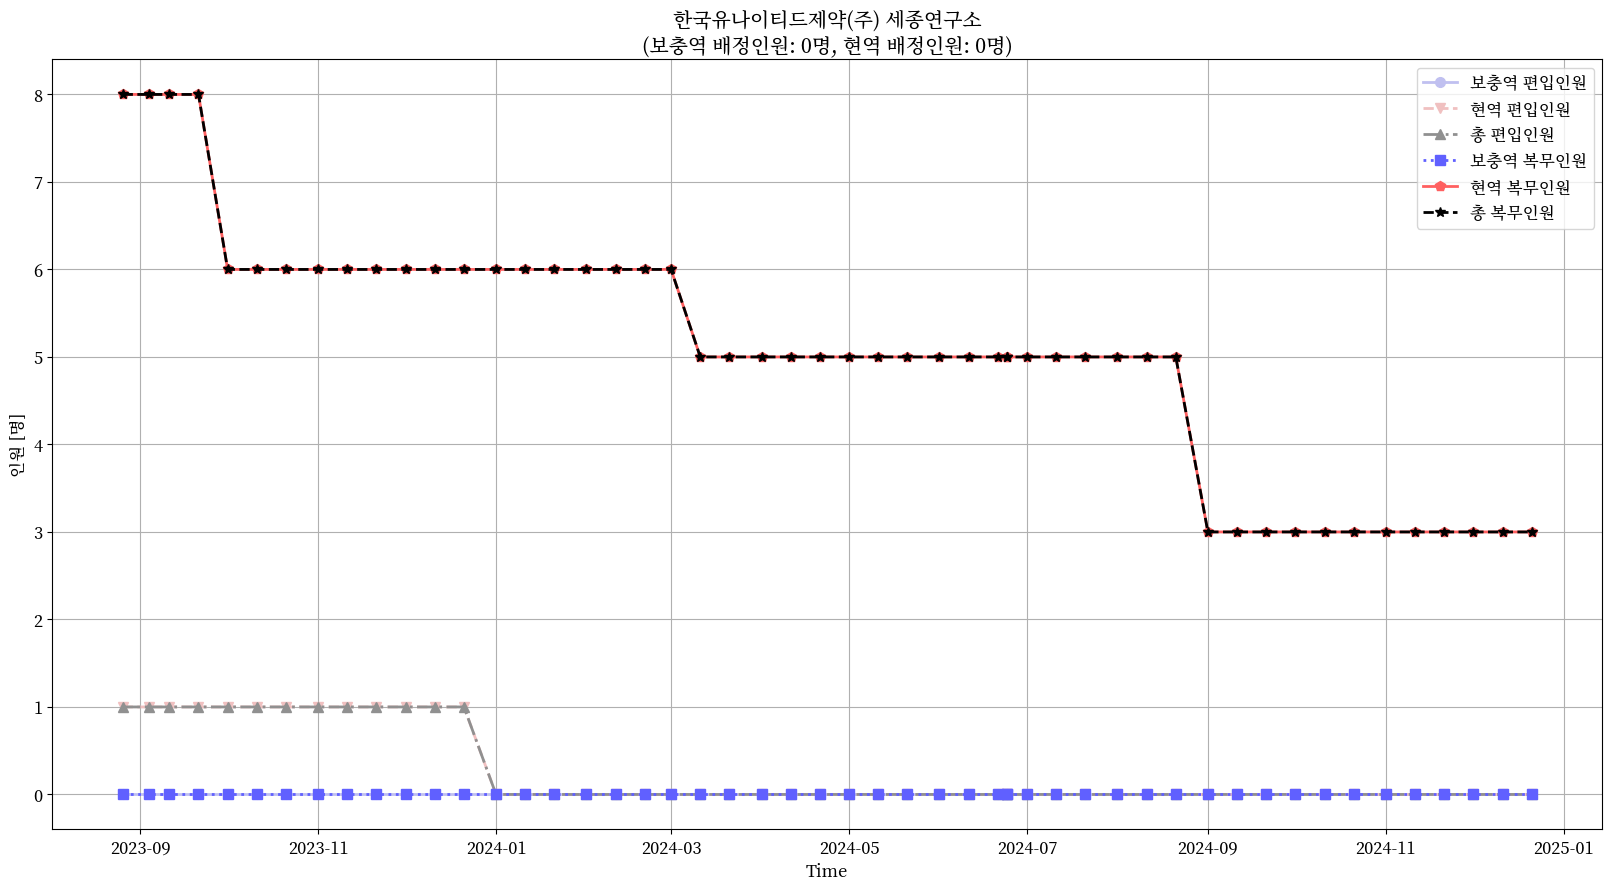 한국유나이티드제약(주) 세종연구소
(보충역 배정인원: 0명, 현역 배정인원: 0명)
보충역 편입인원
현역 편입인원
총 편입인원
보충역 복무인원
현역 복무인원
총 복무인원
인원 [명]
8
7
6
5
4
3
2
1
0
2023-09
2023-11
2024-01
2024-03
2024-05
2024-07
2024-09
2024-11
2025-01
Time